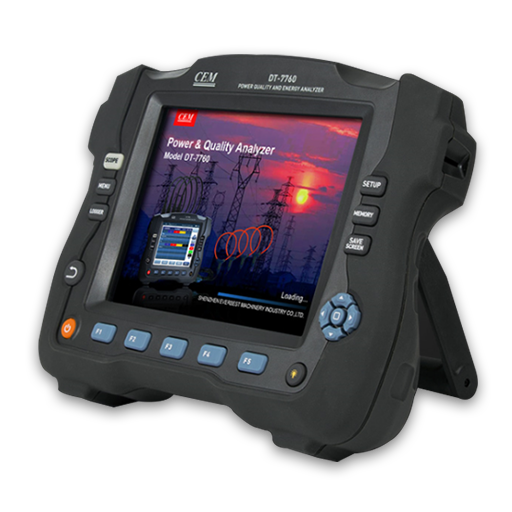 CEM
DT-7760
POWER QUALITY AND ENERGY ANALYZER
CEM
Power & Quality Analyzer
Model DT-7760
SCOPE
MENU
LOGGER
SETUP
MEMORY
SAVE
SCREEN
Loading...
SHENZHEN EVERBEST MACHINERY INDUSTRY CO.,LTD.
F1
F2
F3
F4
F5